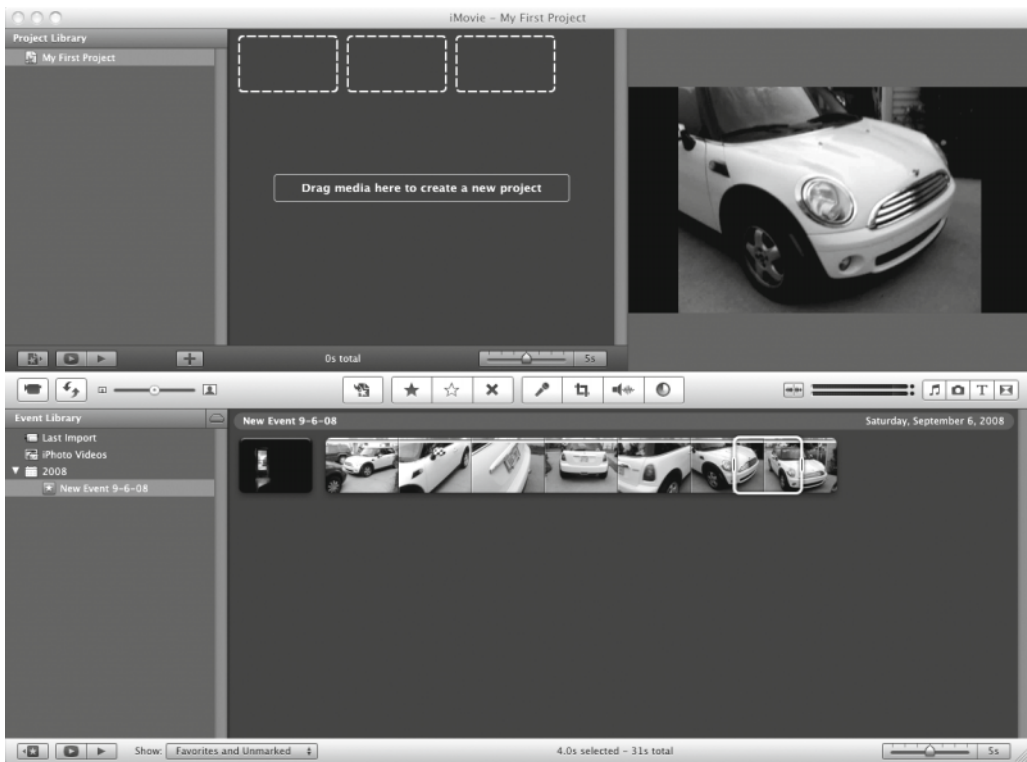 iMovie – My First Project
Project Library
My First Project
Drag media here to create a new project
0s total
5s
T
Event Library
New Event 9-6-08
Saturday, September 6, 2008
Last Import
iPhoto Videos
2008
New Event 9-6-08
Show: Favorites and Unmarked
4.0s selected – 31s total
5s